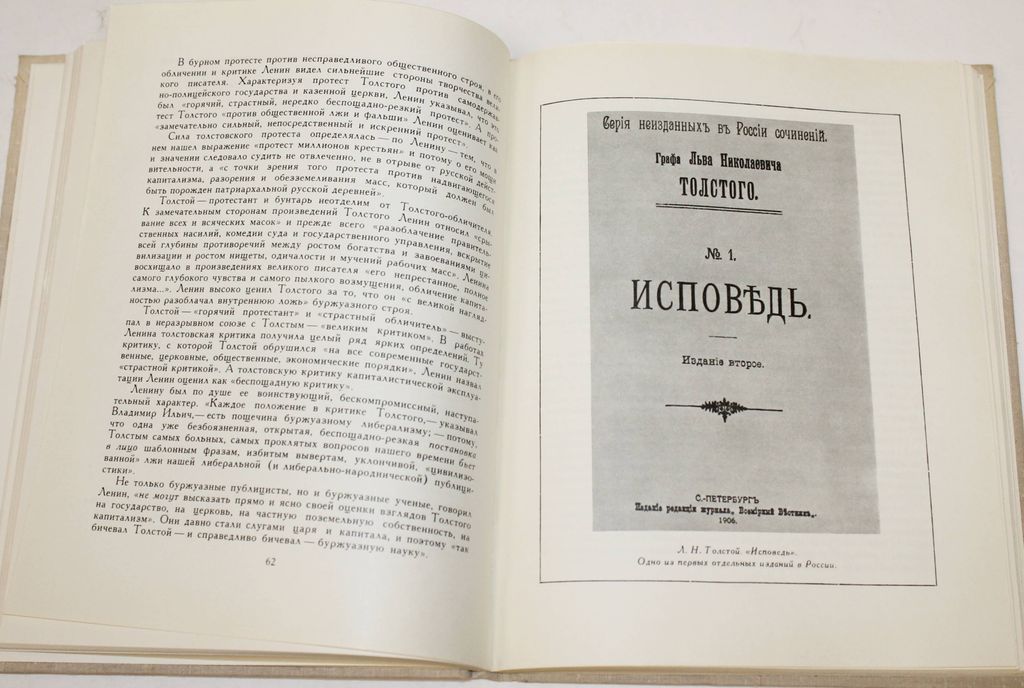 В бурном протесте против несправедливого общественного строя, в его
обличении и критике Ленин видел сильнейшие стороны творчества вели-
кого писателя. Характеризуя протест Толстого против самодержав-
но-полицейского государства и казенной церкви, Ленин указывал, что это
был «горячий, страстный, нередко беспощадно-резкий протест». А про-
тест Толстого «против общественной лжи и фальши» Ленин оценивает как
«замечательно сильный, непосредственный и искренний протест».
Сила толстовского протеста определялась — по Ленину — тем, что в
нем нашел выражение «протест миллионов крестьян» и потому о его мощи
и значении следовало судить не отвлеченно, не в отрыве от русской дейст-
вительности, а «с точки зрения того протеста против надвигающегося
капитализма, разорения и обезземеливания масс, который должен был
быть порожден патриархальной русской деревней».
Толстой — протестант и бунтарь неотделим от Толстого-обличителя.
К замечательным сторонам произведений Толстого Ленин относил «сры-
вание всех и всяческих масок» и прежде всего «разоблачение правитель-
ственных насилий, комедии суда и государственного управления, вскрытие
всей глубины противоречий между ростом богатства и завоеваниями ци-
вилизации и ростом нищеты, одичалости и мучений рабочих масс». Ленина
восхищало в произведениях великого писателя «его непрестанное, полное
самого глубокого чувства и самого пылкого возмущения, обличение капита-
лизма...». Ленин высоко ценил Толстого за то, что он «с великой нагляд-
ностью разоблачал внутреннюю ложь» буржуазного строя.
Толстой — «горячий протестант» и «страстный обличитель» — высту-
пал в неразрывном союзе с Толстым — «великим критиком». В работах
Ленина толстовская критика получила целый ряд ярких определений. Ту
критику, с которой Толстой обрушился «на все современные государст-
венные, церковные, общественные, экономические порядки», Ленин назвал
«страстной критикой». А толстовскую критику капиталистической эксплуа-
тации Ленин оценил как «беспощадную критику».
Ленину был по душе ее воинствующий, бескомпромиссный, наступа-
тельный характер. «Каждое положение в критике Толстого,— указывал
Владимир Ильич,— есть пощечина буржуазному либерализму; — потому,
что одна уже безбоязненная, открытая, беспощадно-резкая постановка
Толстым самых больных, самых проклятых вопросов нашего времени бьет
в лицо шаблонным фразам, избитым вывертам, уклончивой, «цивилизо-
ванной» лжи нашей либеральной (и либерально-народнической) публици-
стики».
Не только буржуазные публицисты, но и буржуазные ученые, говорил
Ленин, «не могут высказать прямо и ясно своей оценки взглядов Толстого
на государство, на церковь, на частную поземельную собственность, на
капитализм». Они давно стали слугами царя и капитала, и поэтому «так
бичевал Толстой — и справедливо бичевал — буржуазную науку».
62
Серія неизданныхъ въ Россіи сочиненій.
Графа Льва Николаевича
ТОЛСТОГО.
№ 1.
ИСПОВѢДЬ.
Изданіе второе.
С.-ПЕТЕРБУРГЪ
Изданіе редакціи журнала „Всемірный Вѣстникъ„.
1906.
Л. Н. Толстой. «Исповедь».
Одно из первых отдельных изданий в России.